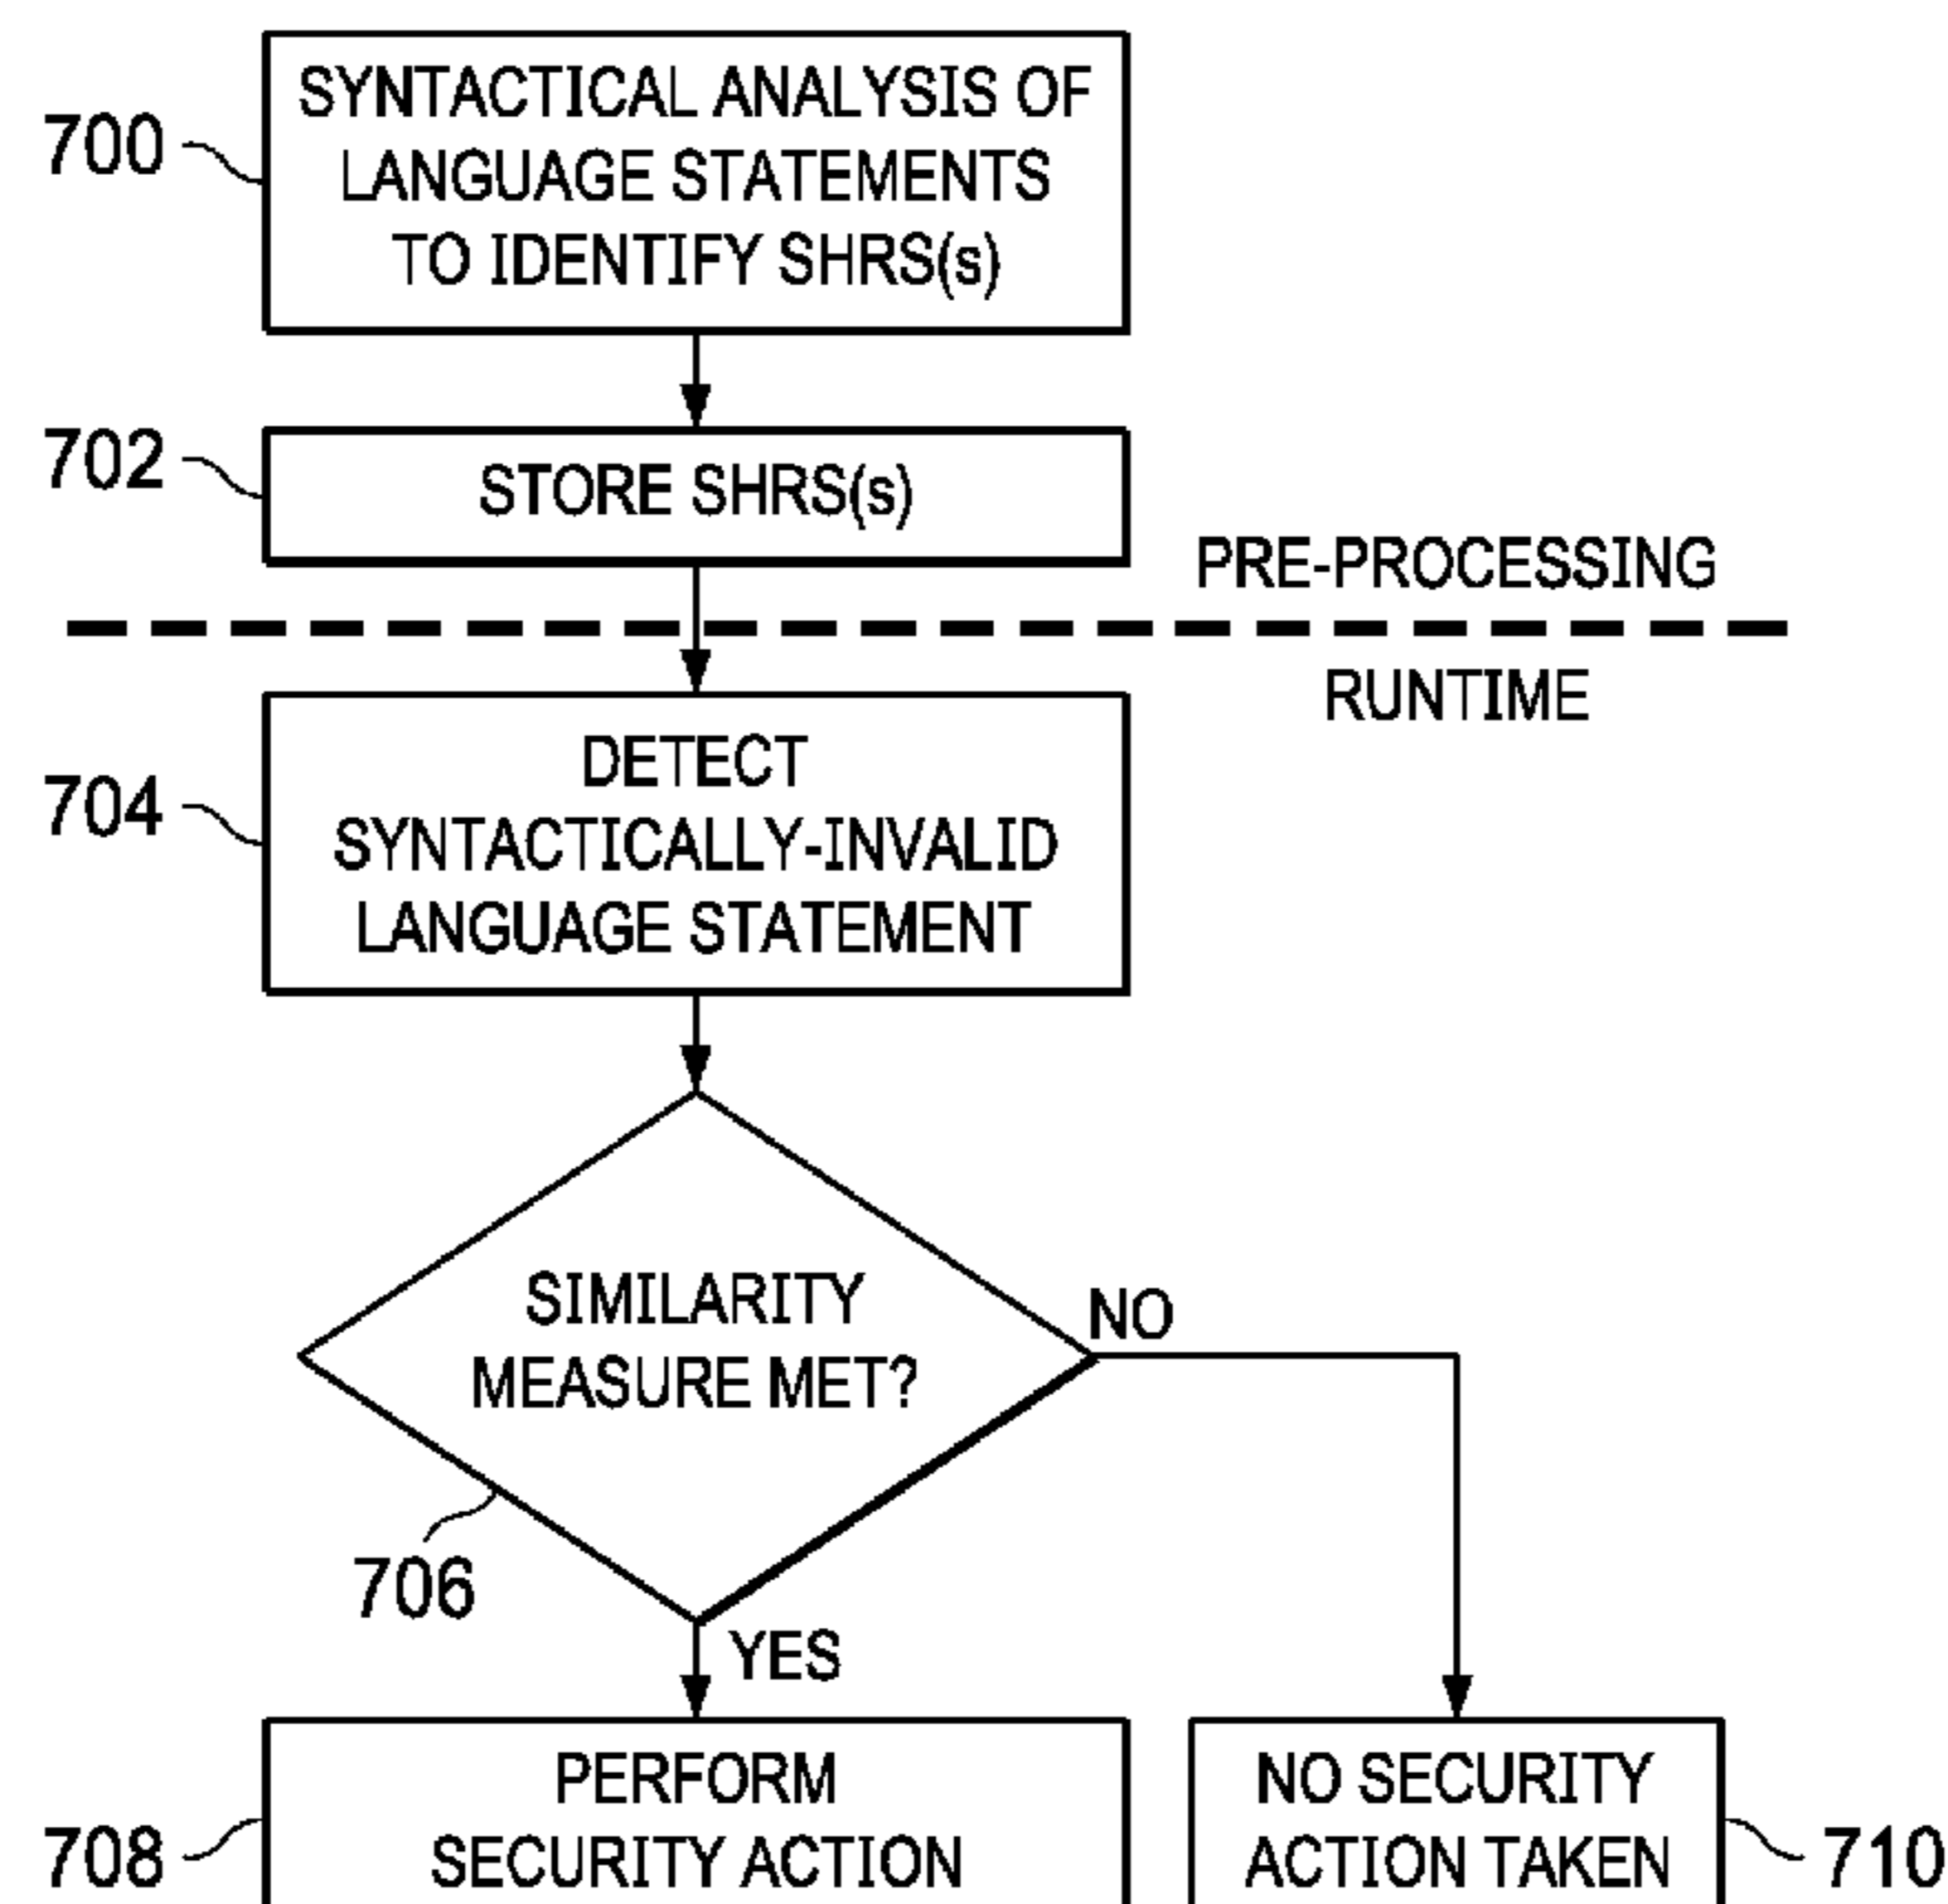 700
SYNTACTICAL ANALYSIS OF
LANGUAGE STATEMENTS
TO IDENTIFY SHRS(s)
702
STORE SHRS(s)
PRE-PROCESSING
RUNTIME
704
DETECT
SYNTACTICALLY-INVALID
LANGUAGE STATEMENT
SIMILARITY
MEASURE MET?
NO
706
YES
708
PERFORM
SECURITY ACTION
NO SECURITY
ACTION TAKEN
710